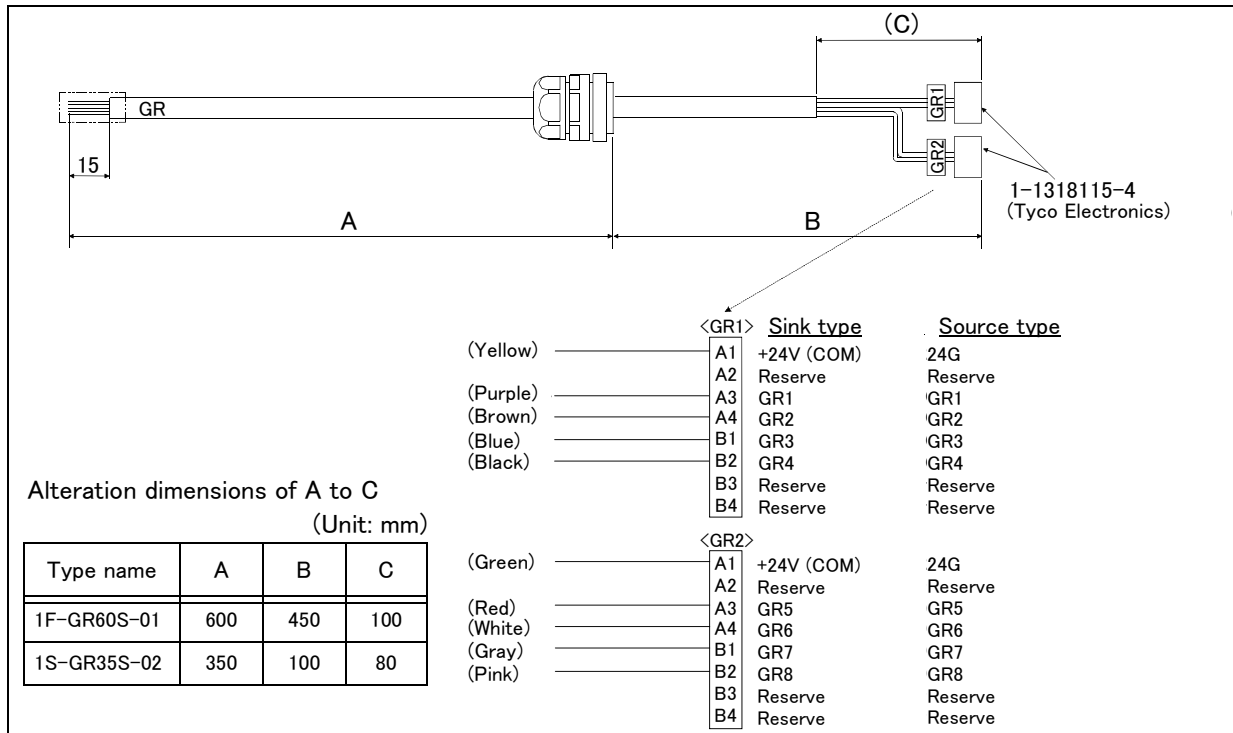 (C)
GR
GR1
GR2
15
1-1318115-4
(Tyco Electronics)
A
B
<GR1> Sink type Source type
(Yellow) A1 +24V (COM) 24G
A2 Reserve Reserve
(Purple) A3 GR1 GR1
(Brown) A4 GR2 GR2
(Blue) B1 GR3 GR3
(Black) B2 GR4 GR4
B3 Reserve Reserve
B4 Reserve Reserve
<GR2>
(Green) A1 +24V (COM) 24G
A2 Reserve Reserve
(Red) A3 GR5 GR5
(White) A4 GR6 GR6
(Gray) B1 GR7 GR7
(Pink) B2 GR8 GR8
B3 Reserve Reserve
B4 Reserve Reserve
Alteration dimensions of A to C
(Unit: mm)
Type name A B C
1F-GR60S-01 600 450 100
1S-GR35S-02 350 100 80